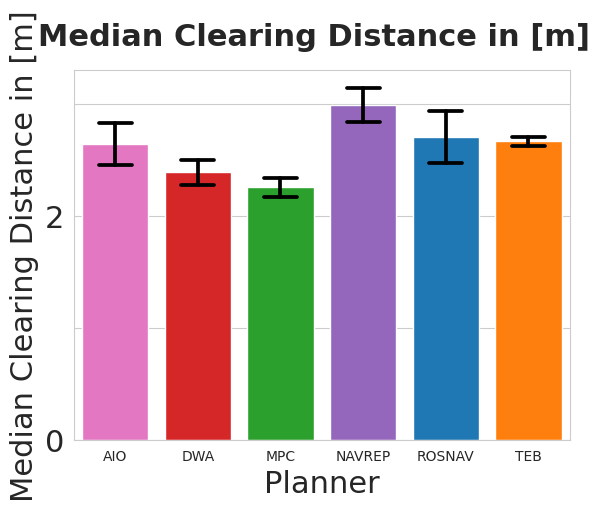 Median Clearing Distance in [m]
Median Clearing Distance in [m]
2
0
AIO DWA MPC NAVREP ROSNAV TEB
Planner